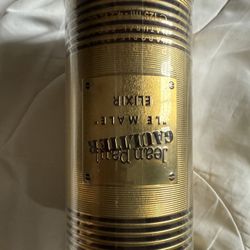 Jean Paul
GAULTIER
"LE MALE"
ELIXIR